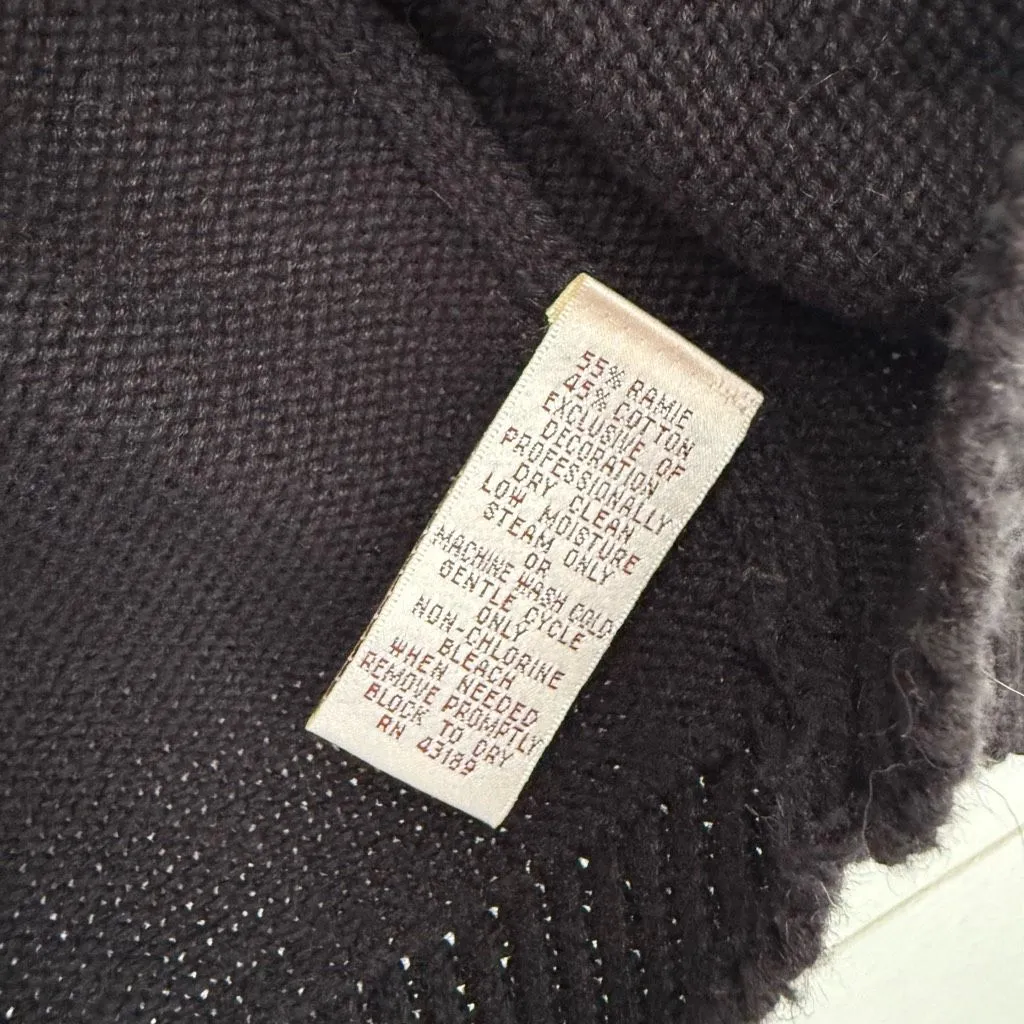 55% RAMIE
45% COTTON
EXCLUSIVE OF
DECORATION
PROFESSIONALLY
DRY CLEAN
LOW MOISTURE
STEAM ONLY
OR
MACHINE WASH COLD
GENTLE CYCLE
ONLY
NON-CHLORINE
BLEACH
WHEN NEEDED
REMOVE PROMPTLY
BLOCK TO DRY
RN 43189